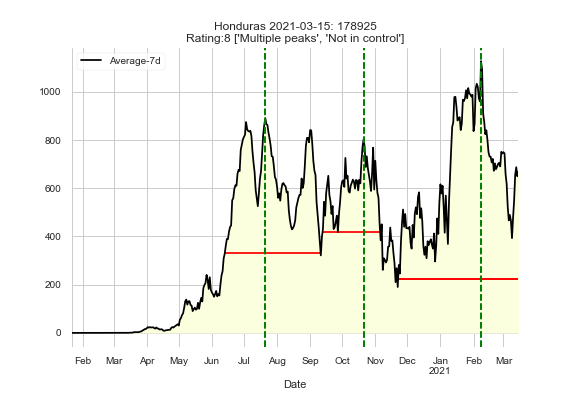 Honduras 2021-03-15: 178925
Rating:8 ['Multiple peaks', 'Not in control']
Average-7d
1000
800
600
400
200
0
Feb Mar Apr May Jun Jul Aug Sep Oct Nov Dec Jan Feb Mar
2021
Date